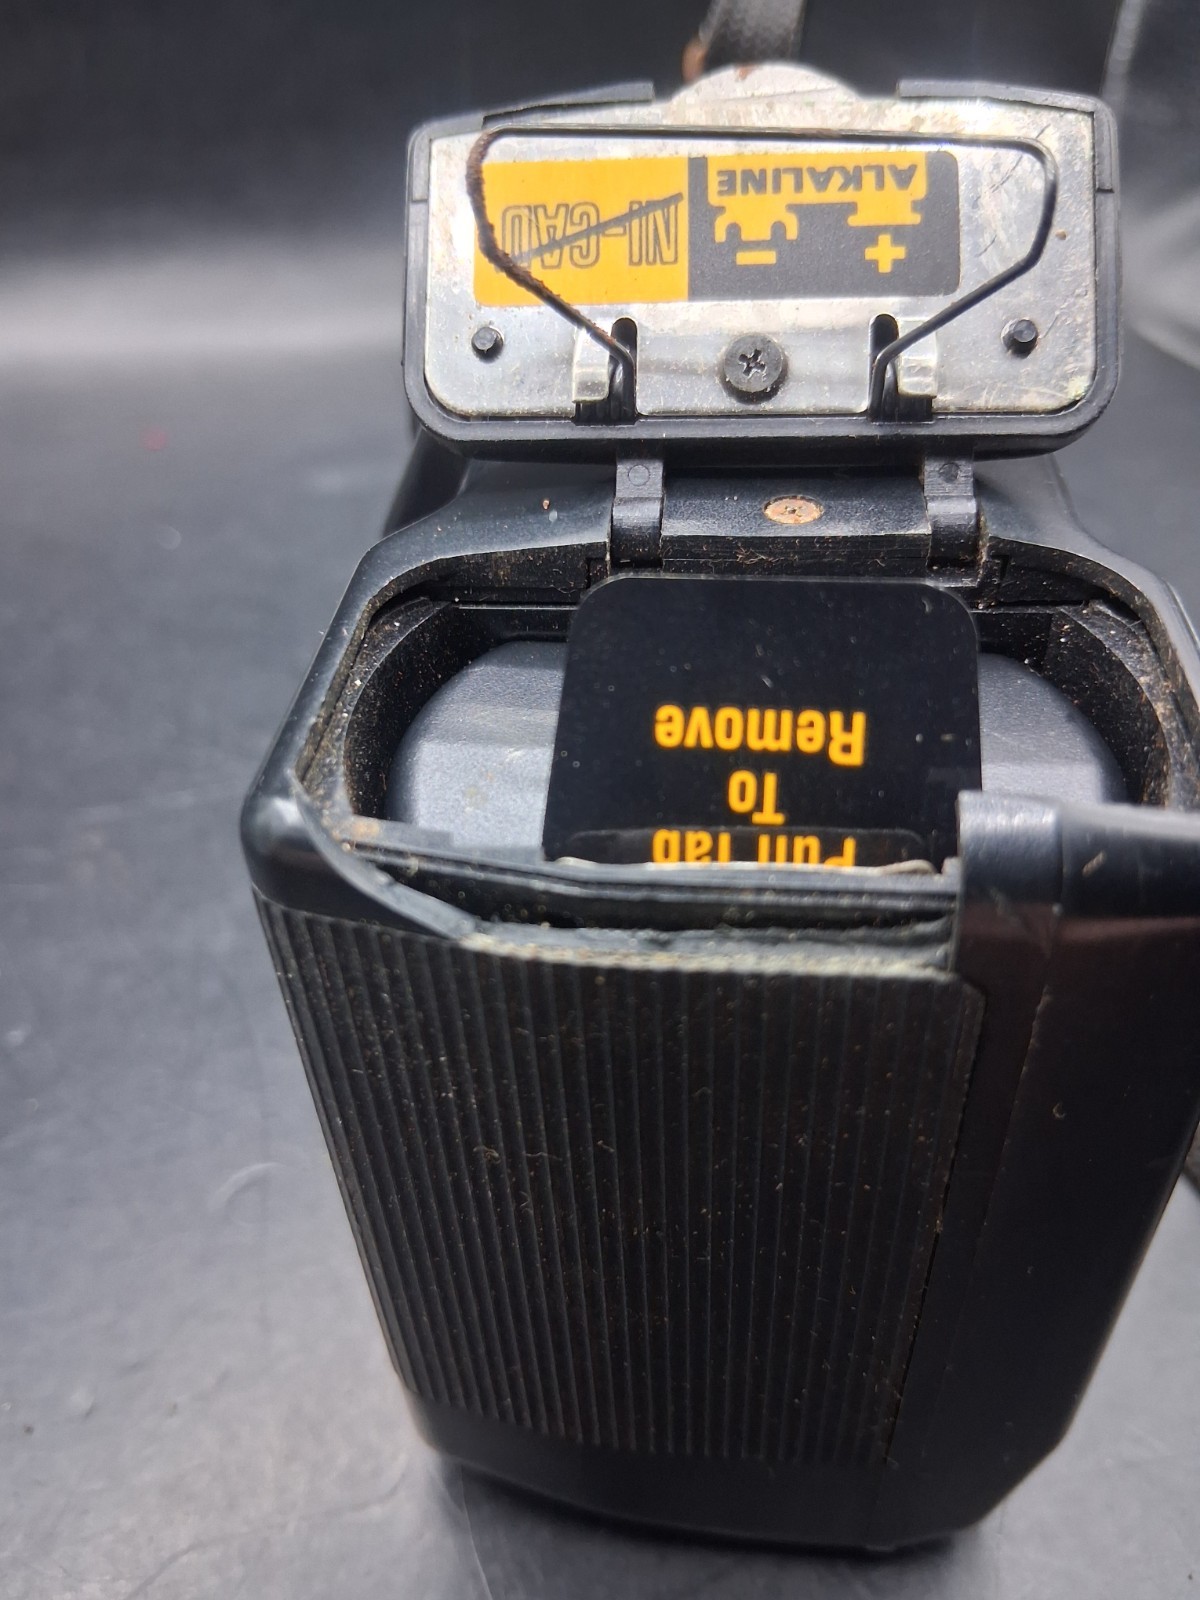 + −
ALKALINE
NI-CAD
Pull Tab
To
Remove